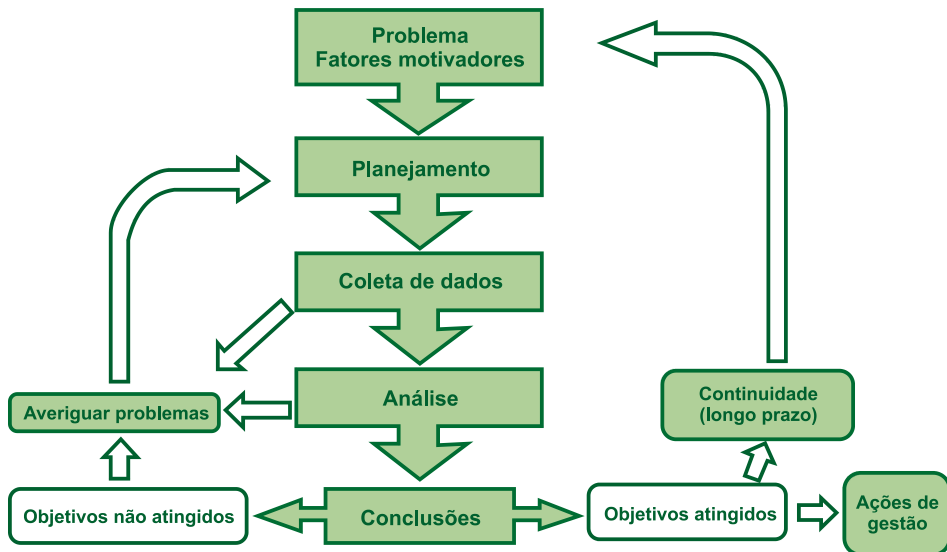 Problema
Fatores motivadores
Planejamento
Coleta de dados
Análise
Averiguar problemas
Continuidade
(longo prazo)
Objetivos não atingidos
Conclusões
Objetivos atingidos
Ações de
gestão